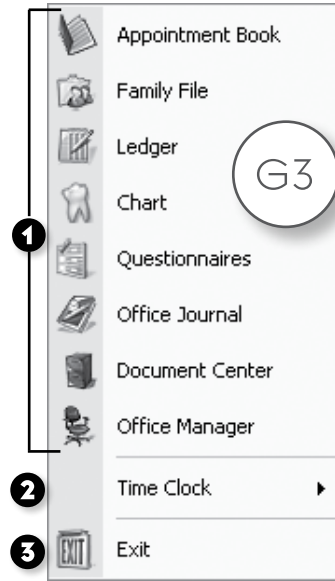 Appointment Book
Family File
Ledger
G3
Chart
1
Questionnaires
Office Journal
Document Center
Office Manager
2 Time Clock
3 EXIT Exit